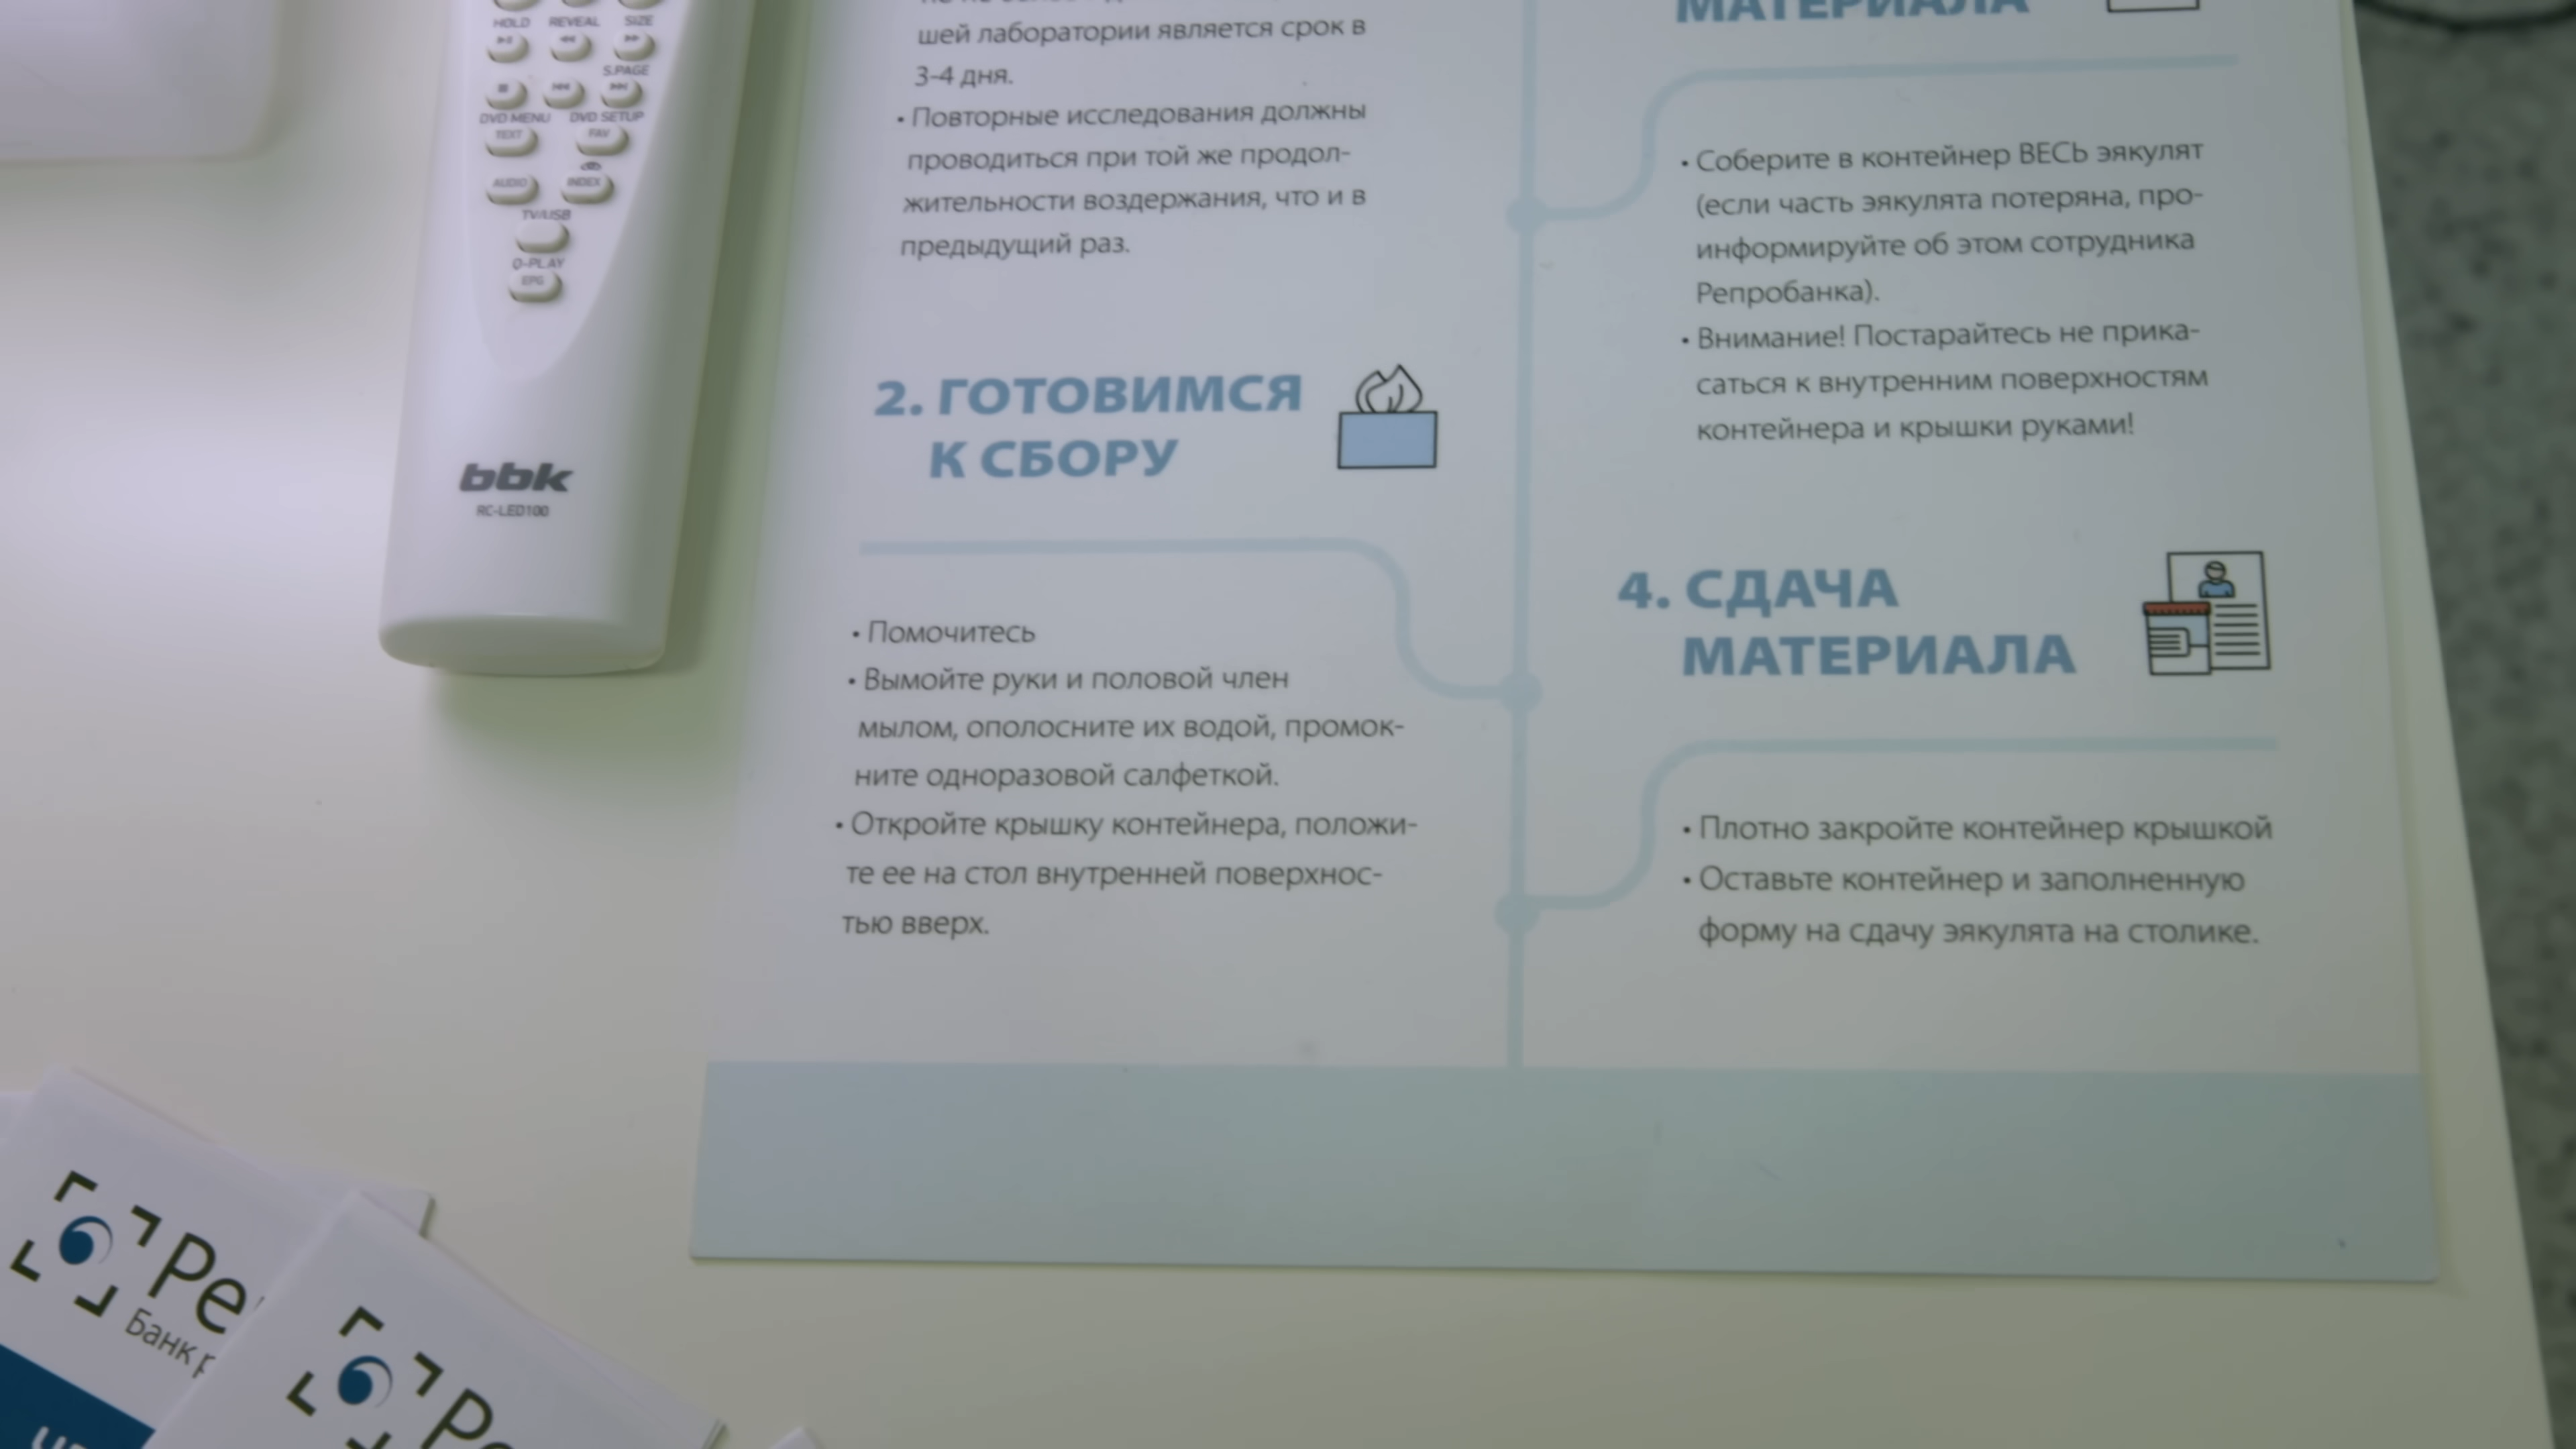 HOLD REVEAL SIZE
S.PAGE
DVD MENU DVD SETUP
TEXT FAV
AUDIO INDEX
TV/USB
Q-PLAY
EPG
bbk
RC-LED100
шей лаборатории является срок в
3-4 дня.
• Повторные исследования должны
проводиться при той же продол-
жительности воздержания, что и в
предыдущий раз.
2. ГОТОВИМСЯ
К СБОРУ
• Помочитесь
• Вымойте руки и половой член
мылом, ополосните их водой, промок-
ните одноразовой салфеткой.
• Откройте крышку контейнера, положи-
те ее на стол внутренней поверхнос-
тью вверх.
МАТЕРИАЛА
• Соберите в контейнер ВЕСЬ эякулят
(если часть эякулята потеряна, про-
информируйте об этом сотрудника
Репробанка).
• Внимание! Постарайтесь не прика-
саться к внутренним поверхностям
контейнера и крышки руками!
4. СДАЧА
МАТЕРИАЛА
• Плотно закройте контейнер крышкой
• Оставьте контейнер и заполненную
форму на сдачу эякулята на столике.
Ре
Банк р